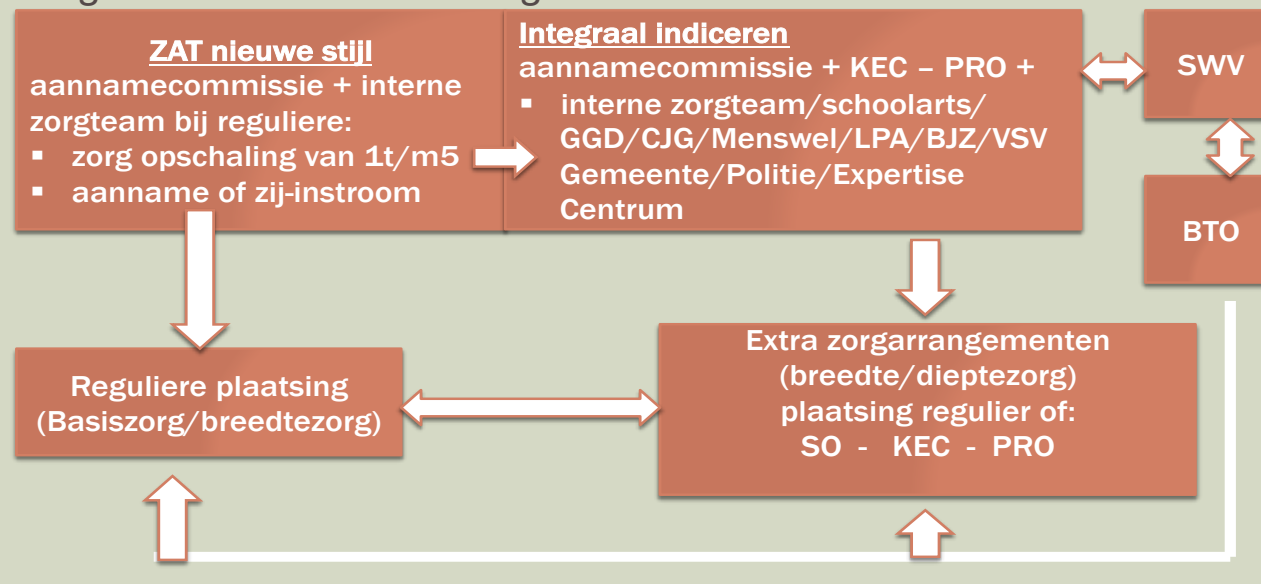 ZAT nieuwe stijl
aannamecommissie + interne
zorgteam bij reguliere:
▪ zorg opschaling van 1t/m5
▪ aanname of zij-instroom
Integraal indiceren
aannamecommissie + KEC – PRO +
▪ interne zorgteam/schoolarts/
GGD/CJG/Menswel/LPA/BJZ/VSV
Gemeente/Politie/Expertise
Centrum
SWV
BTO
Reguliere plaatsing
(Basiszorg/breedtezorg)
Extra zorgarrangementen
(breedte/dieptezorg)
plaatsing regulier of:
SO - KEC - PRO